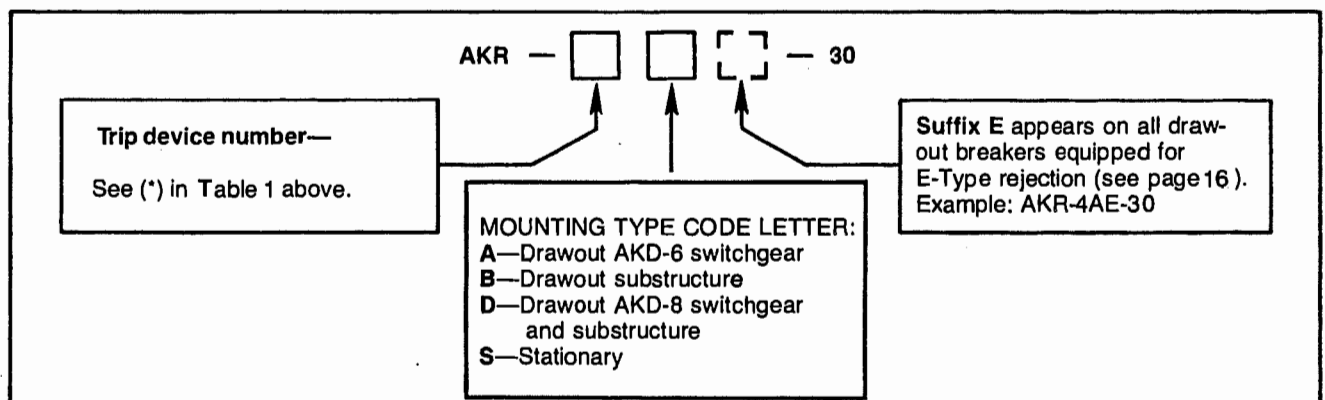 AKR — — 30
Trip device number—
See (*) in Table 1 above.
MOUNTING TYPE CODE LETTER:
A—Drawout AKD-6 switchgear
B—Drawout substructure
D—Drawout AKD-8 switchgear
and substructure
S—Stationary
Suffix E appears on all draw-
out breakers equipped for
E-Type rejection (see page 16 ).
Example: AKR-4AE-30